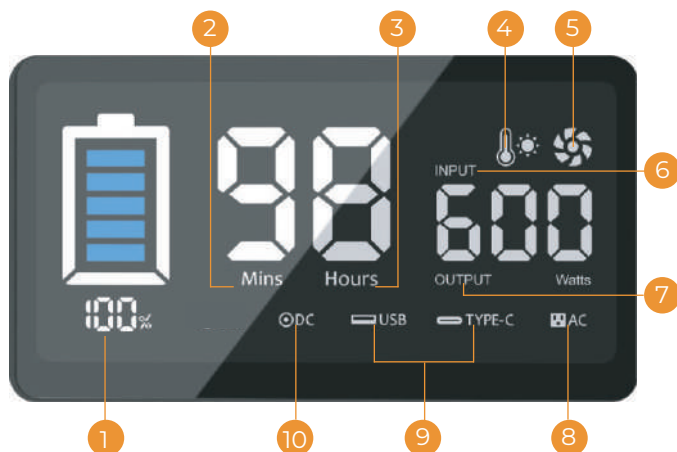 2 3 4 5
INPUT 6
98 600
Mins Hours OUTPUT Watts 7
100%
DC USB TYPE-C AC
1 10 9 8